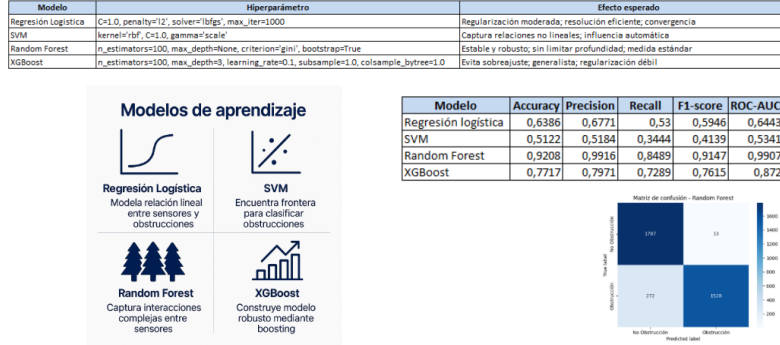 Modelo Hiperparámetro Efecto esperado
Regresión Logística C=1.0, penalty='l2', solver='lbfgs', max_iter=1000 Regularización moderada; resolución eficiente; convergencia
SVM kernel='rbf', C=1.0, gamma='scale' Captura relaciones no lineales; influencia automática
Random Forest n_estimators=100, max_depth=None, criterion='gini', bootstrap=True Estable y robusto; sin limitar profundidad; medida estándar
XGBoost n_estimators=100, max_depth=3, learning_rate=0.1, subsample=1.0, colsample_bytree=1.0 Evita sobreajuste; generalista; regularización débil
Modelos de aprendizaje
Regresión Logística
Modela relación lineal
entre sensores y
obstrucciones
SVM
Encuentra frontera
para clasificar
obstrucciones
Random Forest
Captura interacciones
complejas entre
sensores
XGBoost
Construye modelo
robusto mediante
boosting
Modelo Accuracy Precision Recall F1-score ROC-AUC
Regresión logística 0,6386 0,6771 0,53 0,5946 0,6443
SVM 0,5122 0,5184 0,3444 0,4139 0,5341
Random Forest 0,9208 0,9916 0,8489 0,9147 0,9907
XGBoost 0,7717 0,7971 0,7289 0,7615 0,872
Matriz de confusión - Random Forest
True label
No Obstrucción
Obstrucción
1787 13
272 1528
No Obstrucción Obstrucción
Predicted label
1600
1400
1200
1000
800
600
400
200